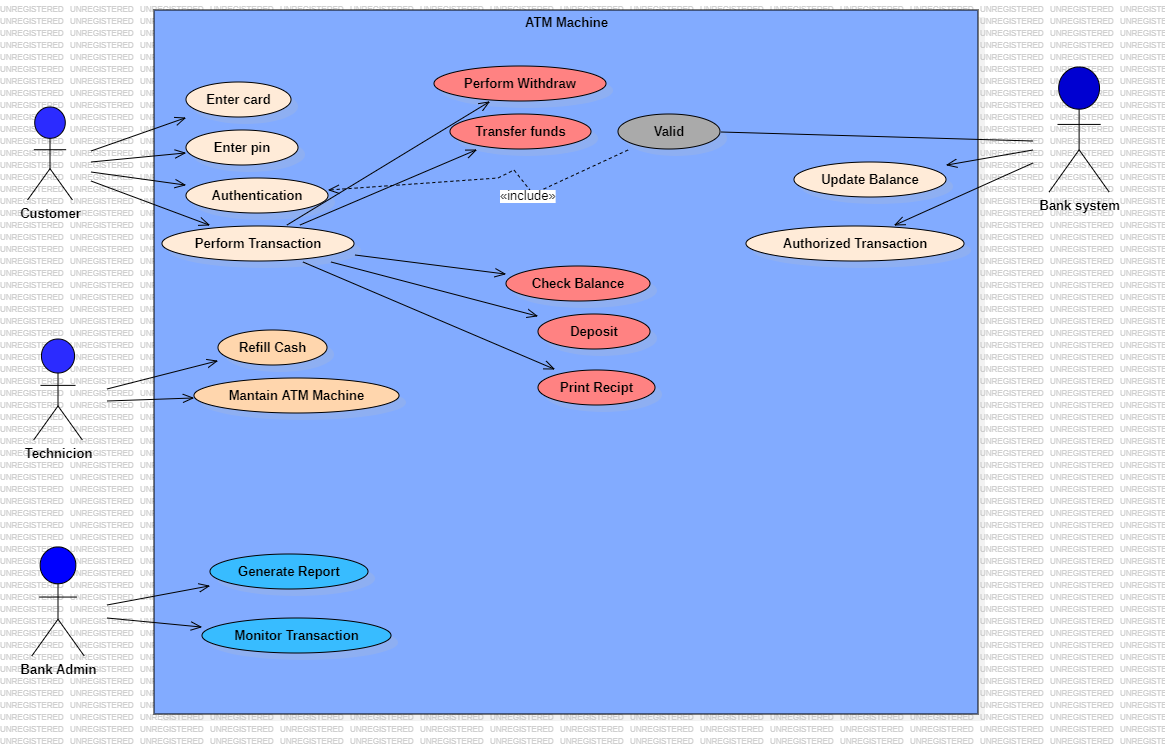 ATM Machine
Perform Withdraw
Enter card
Transfer funds
Valid
Enter pin
Update Balance
Authentication
«include»
Customer
Bank system
Perform Transaction
Authorized Transaction
Check Balance
Deposit
Refill Cash
Print Recipt
Mantain ATM Machine
Technicion
Generate Report
Monitor Transaction
Bank Admin
UNREGISTERED